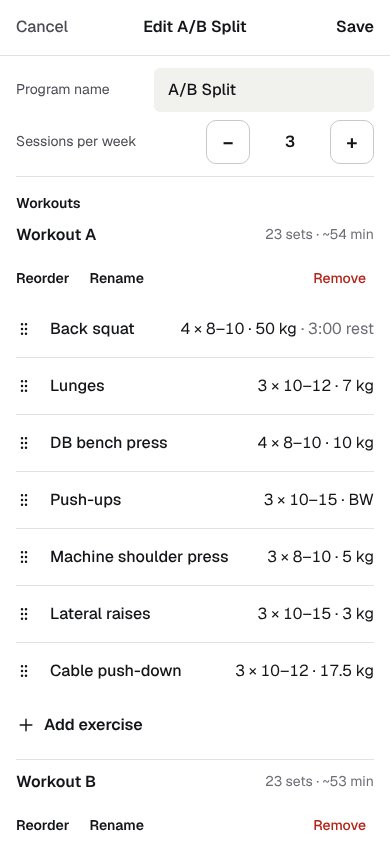 Cancel Edit A/B Split Save
Program name A/B Split
Sessions per week − 3 +
Workouts
Workout A 23 sets · ~54 min
Reorder Rename Remove
Back squat 4 × 8–10 · 50 kg · 3:00 rest
Lunges 3 × 10–12 · 7 kg
DB bench press 4 × 8–10 · 10 kg
Push-ups 3 × 10–15 · BW
Machine shoulder press 3 × 8–10 · 5 kg
Lateral raises 3 × 10–15 · 3 kg
Cable push-down 3 × 10–12 · 17.5 kg
+ Add exercise
Workout B 23 sets · ~53 min
Reorder Rename Remove